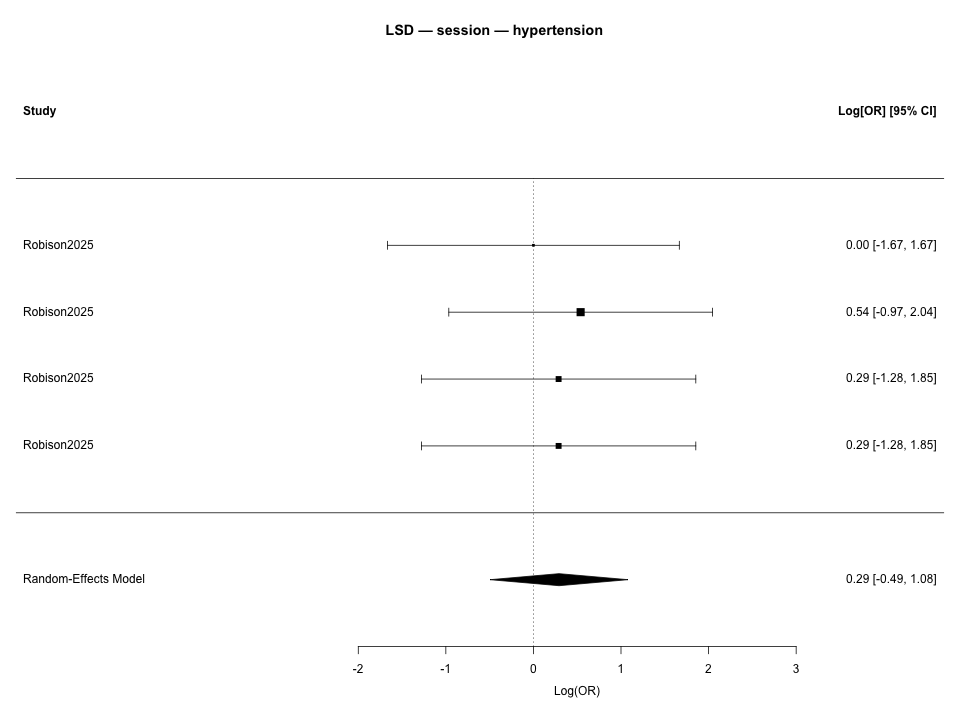 LSD — session — hypertension
Study Log[OR] [95% CI]
Robison2025 0.00 [-1.67, 1.67]
Robison2025 0.54 [-0.97, 2.04]
Robison2025 0.29 [-1.28, 1.85]
Robison2025 0.29 [-1.28, 1.85]
Random-Effects Model 0.29 [-0.49, 1.08]
-2 -1 0 1 2 3
Log(OR)